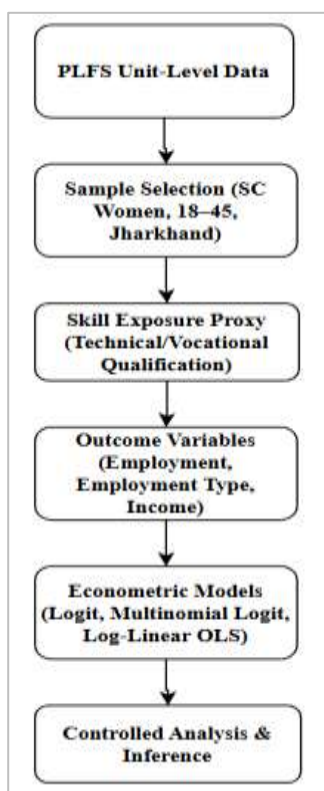 PLFS Unit-Level Data
Sample Selection (SC
Women, 18–45,
Jharkhand)
Skill Exposure Proxy
(Technical/Vocational
Qualification)
Outcome Variables
(Employment,
Employment Type,
Income)
Econometric Models
(Logit, Multinomial Logit,
Log-Linear OLS)
Controlled Analysis &
Inference